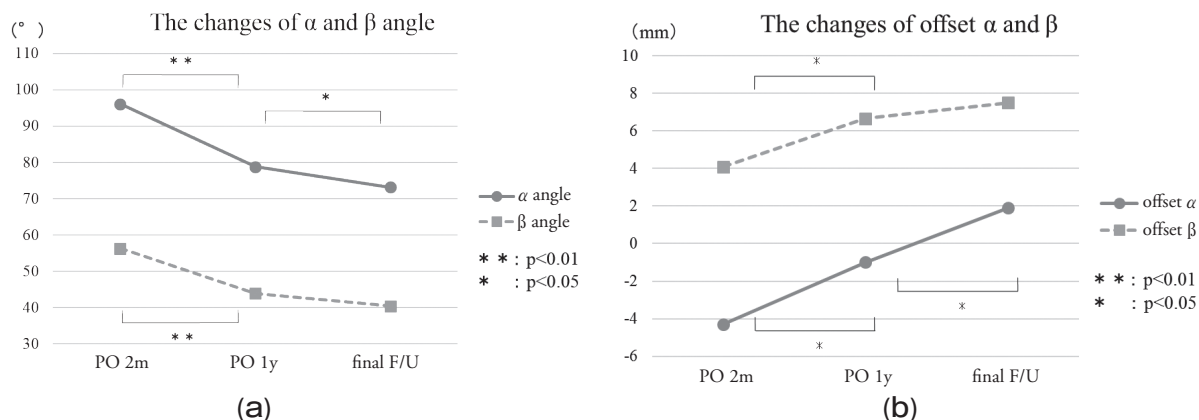 The changes of α and β angle
(°)
110
100
90
80
70
60
50
40
30
* *
*
* *
PO 2m PO 1y final F/U
α angle
β angle
* * : p<0.01
* : p<0.05
(a)
The changes of offset α and β
(mm)
10
8
6
4
2
0
-2
-4
-6
*
*
*
PO 2m PO 1y final F/U
offset α
offset β
* * : p<0.01
* : p<0.05
(b)